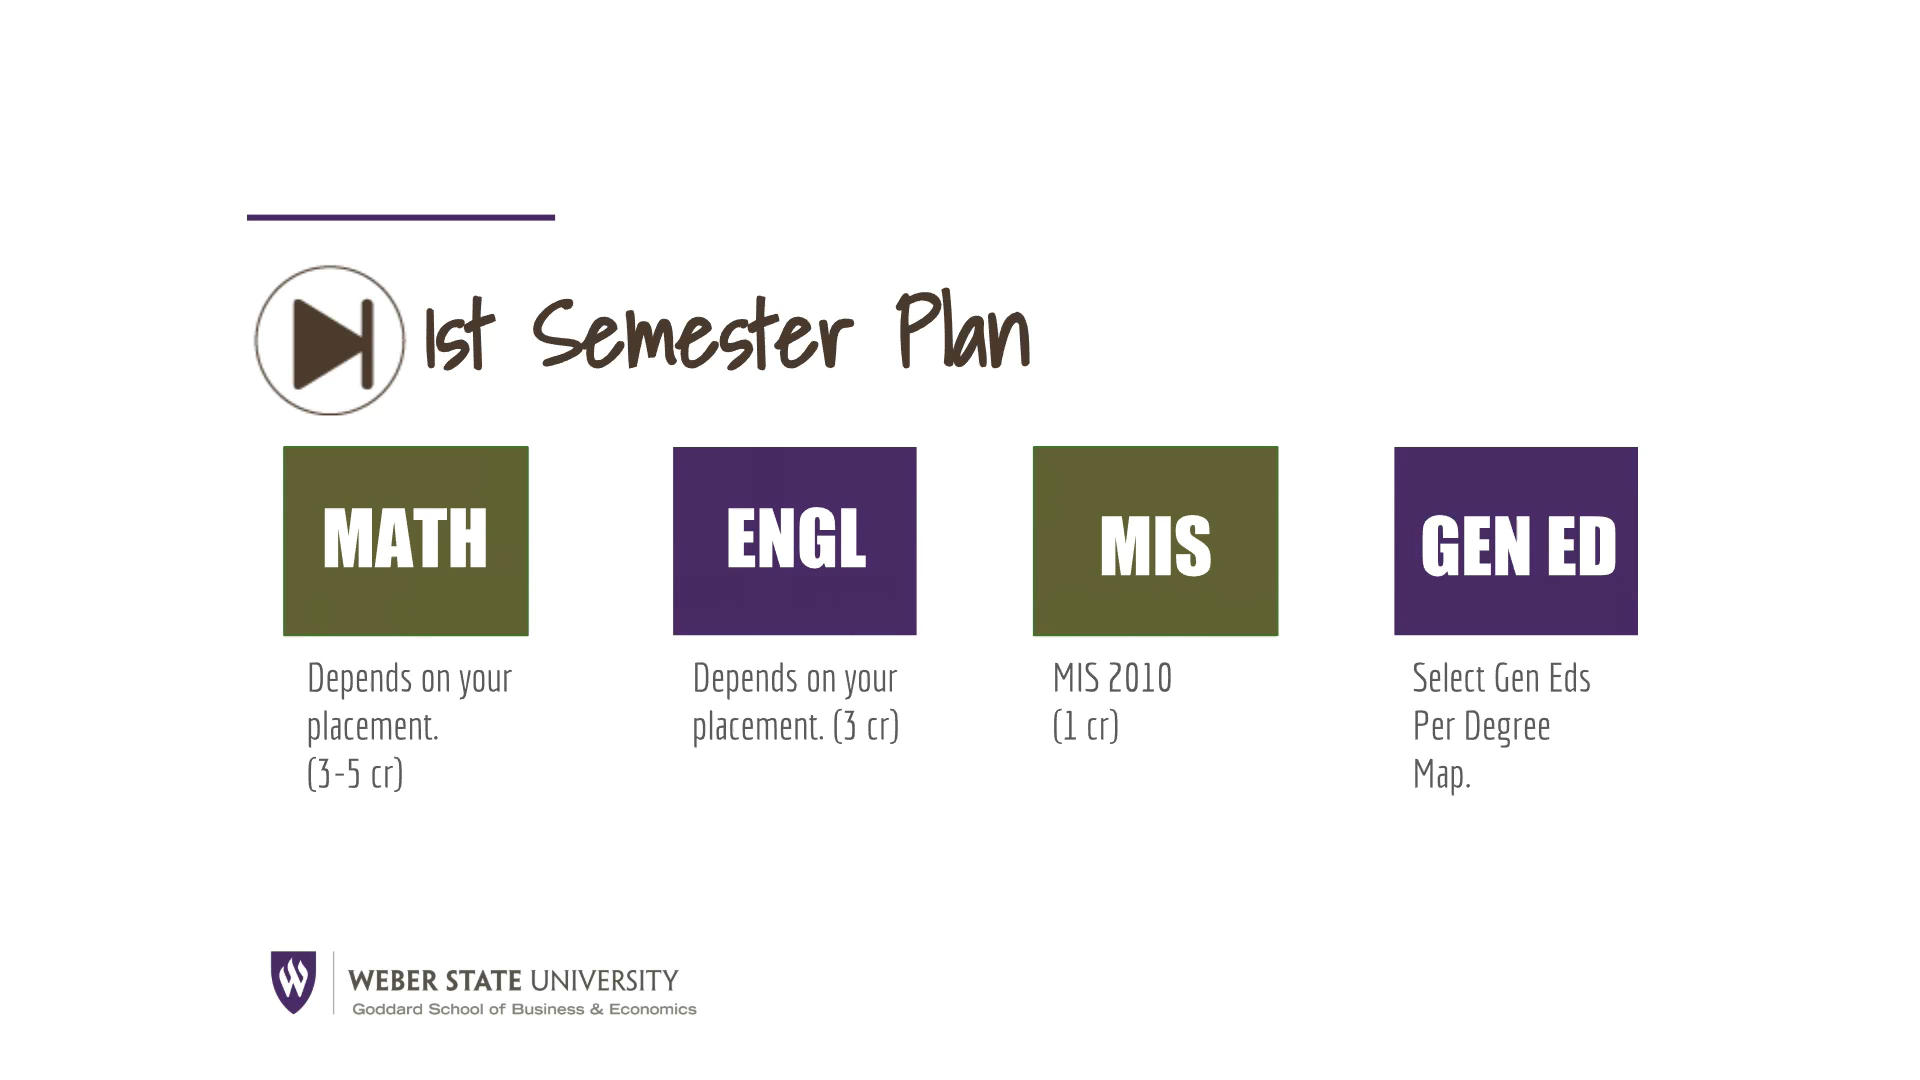 1st Semester Plan
MATH
ENGL
MIS
GEN ED
Depends on your
placement.
(3-5 cr)
Depends on your
placement. (3 cr)
MIS 2010
(1 cr)
Select Gen Eds
Per Degree
Map.
WEBER STATE UNIVERSITY
Goddard School of Business & Economics